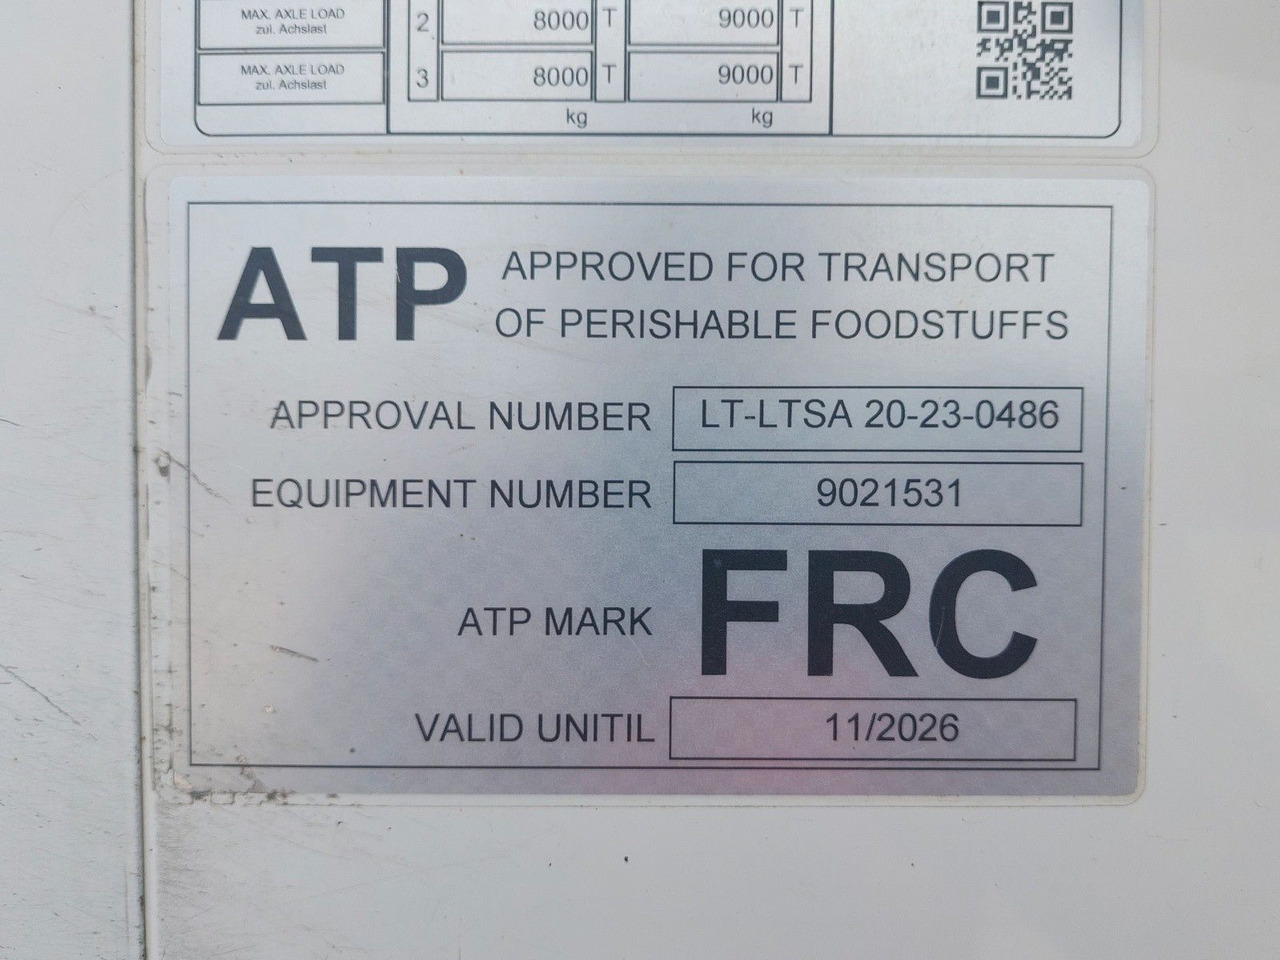 MAX. AXLE LOAD 2 8000 T 9000 T
zul. Achslast
MAX. AXLE LOAD 3 8000 T 9000 T
zul. Achslast
kg kg
ATP APPROVED FOR TRANSPORT
OF PERISHABLE FOODSTUFFS
APPROVAL NUMBER LT-LTSA 20-23-0486
EQUIPMENT NUMBER 9021531
ATP MARK FRC
VALID UNITIL 11/2026